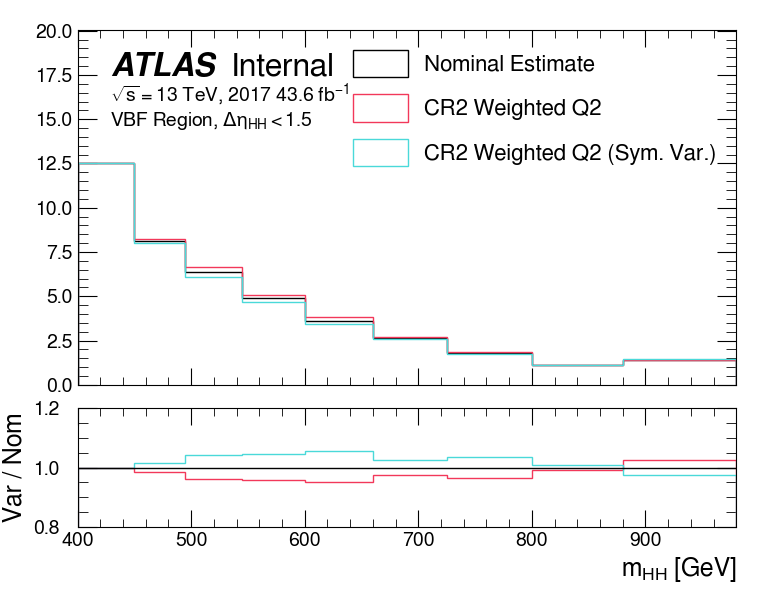 20.0
ATLAS Internal
√s = 13 TeV, 2017 43.6 fb⁻¹
VBF Region, Δη_HH < 1.5
Nominal Estimate
CR2 Weighted Q2
CR2 Weighted Q2 (Sym. Var.)
17.5
15.0
12.5
10.0
7.5
5.0
2.5
0.0
1.2
1.0
0.8
Var / Nom
400 500 600 700 800 900
m_HH [GeV]